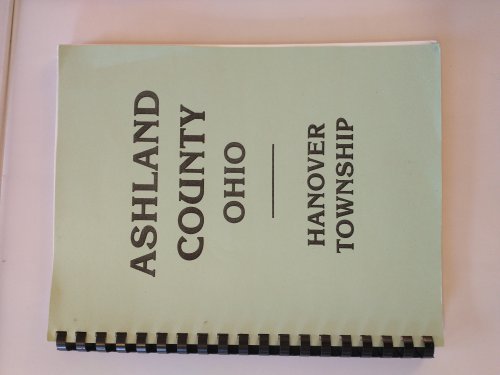 ASHLAND
COUNTY
OHIO
HANOVER
TOWNSHIP